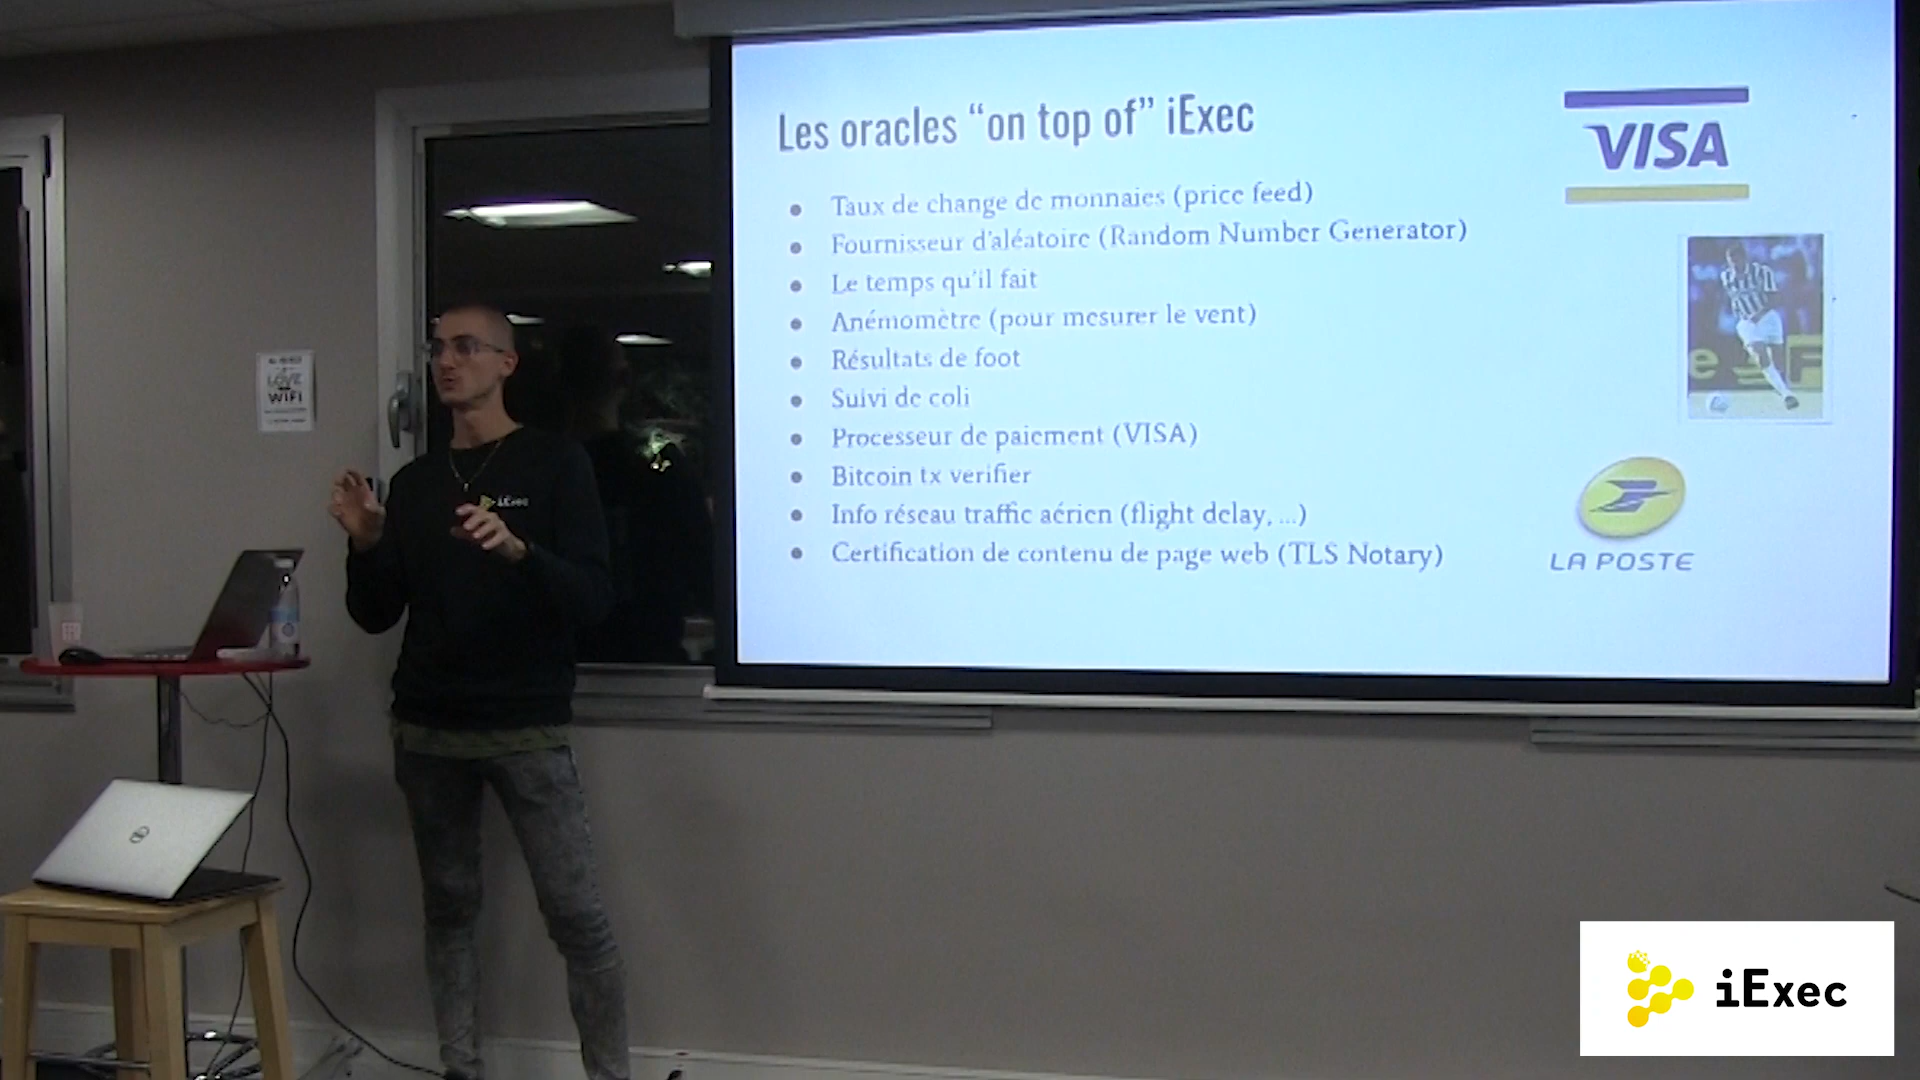 Les oracles “on top of” iExec
VISA
● Taux de change de monnaies (price feed)
● Fournisseur d'aléatoire (Random Number Generator)
● Le temps qu'il fait
● Anémomètre (pour mesurer le vent)
● Résultats de foot
● Suivi de coli
● Processeur de paiement (VISA)
● Bitcoin tx verifier
● Info réseau traffic aérien (flight delay, ...)
● Certification de contenu de page web (TLS Notary)
LA POSTE
LOVE
WIFI
iExec
iExec